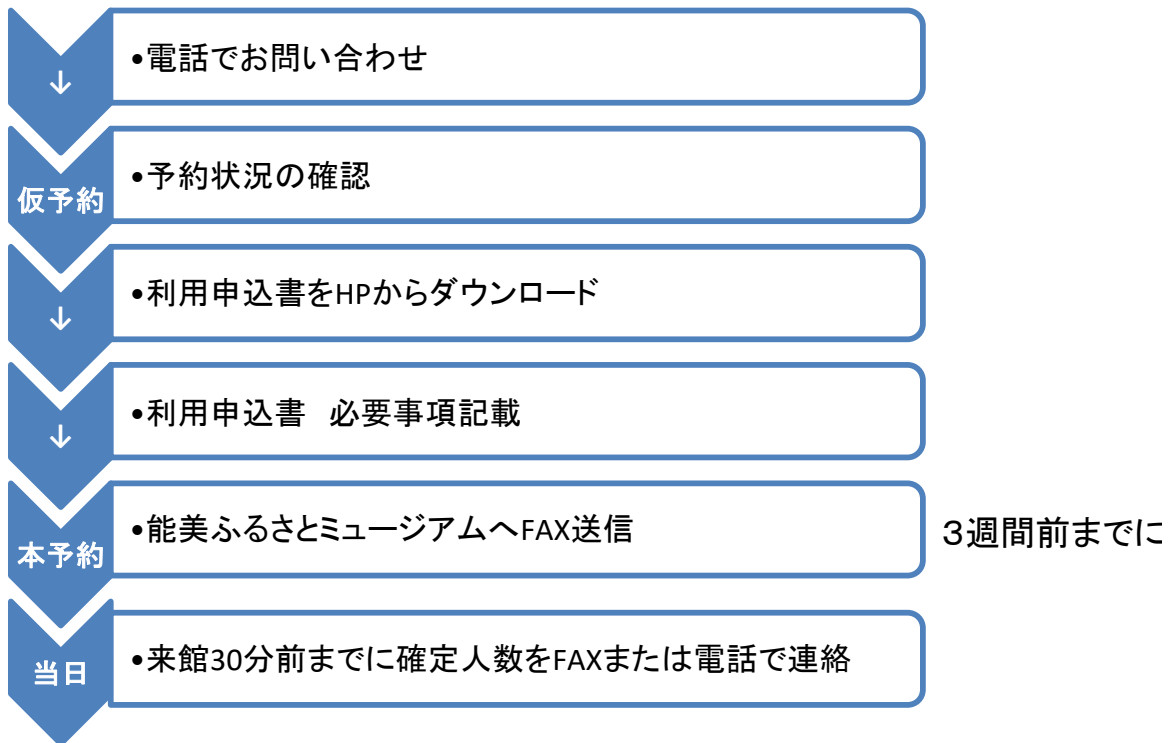 ↓
•電話でお問い合わせ
仮予約
•予約状況の確認
↓
•利用申込書をHPからダウンロード
↓
•利用申込書　必要事項記載
本予約
•能美ふるさとミュージアムへFAX送信
３週間前までに
当日
•来館30分前までに確定人数をFAXまたは電話で連絡